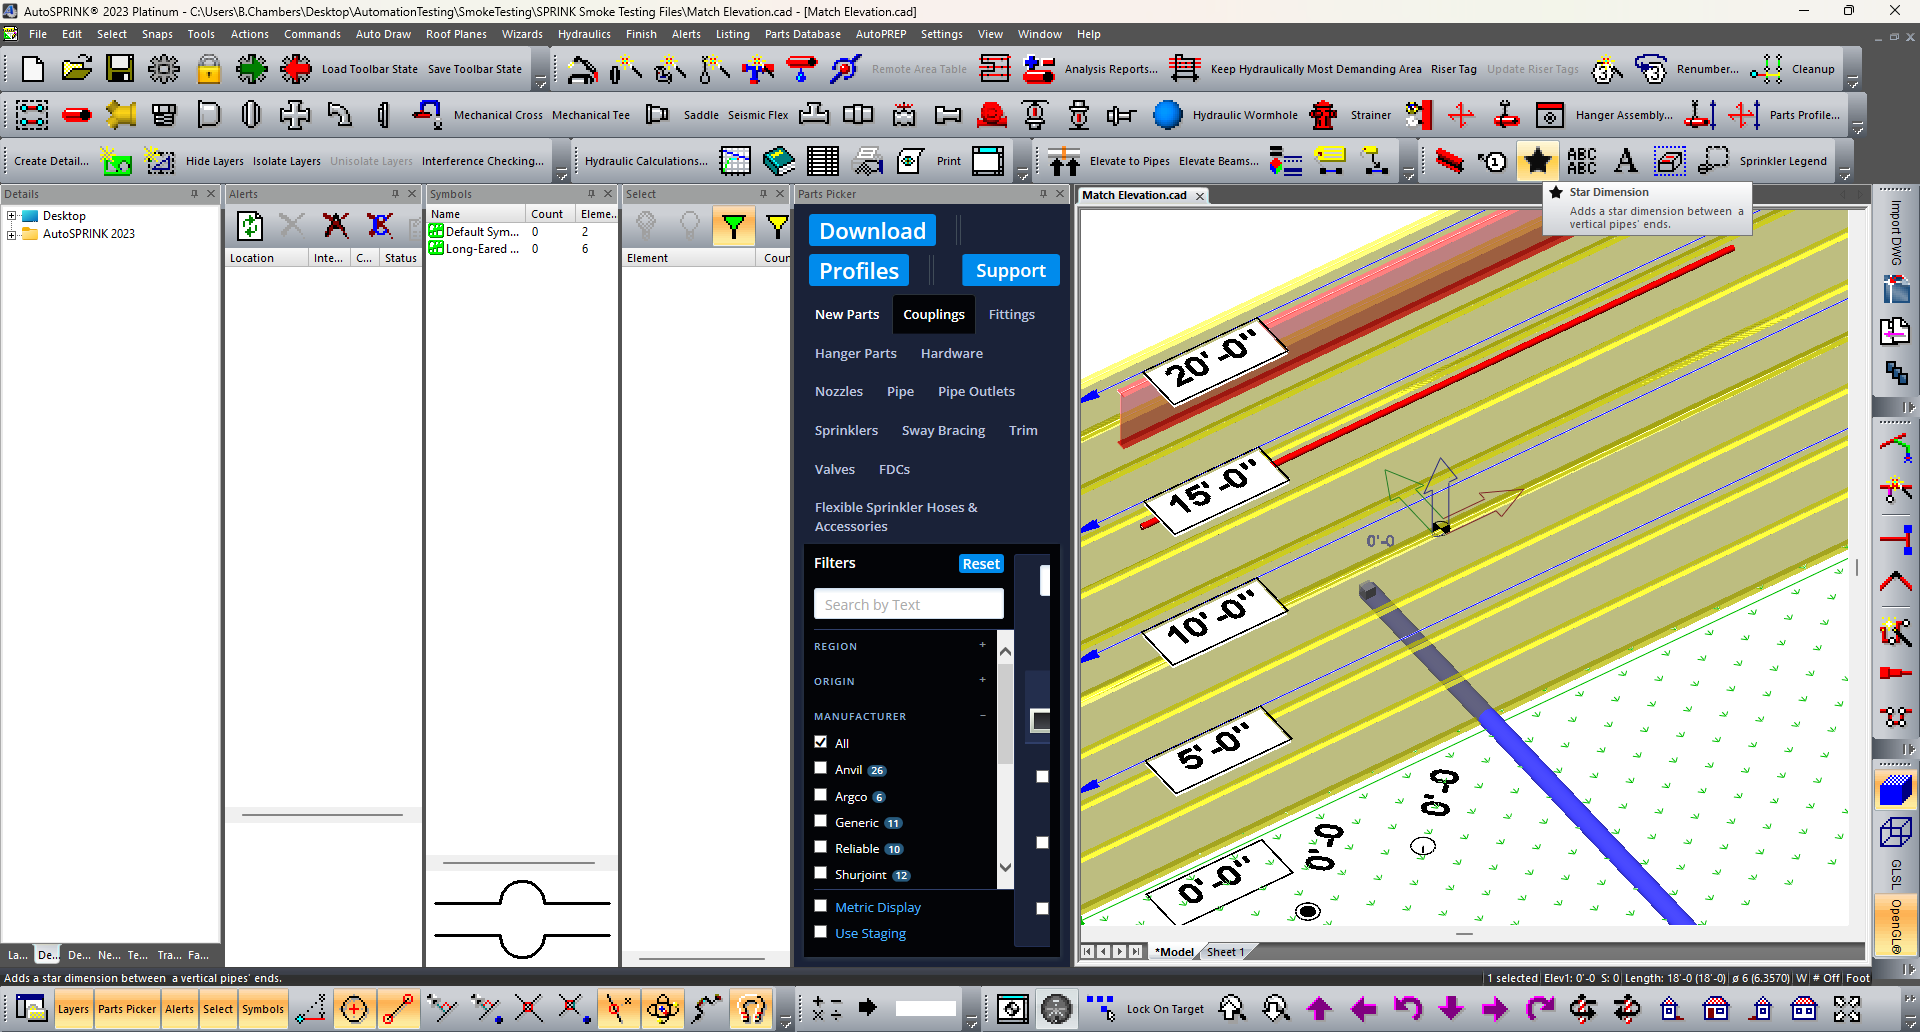 AutoSPRINK® 2023 Platinum - C:\Users\B.Chambers\Desktop\AutomationTesting\SmokeTesting\SPRINK Smoke Testing Files\Match Elevation.cad - [Match Elevation.cad]
File Edit Select Snaps Tools Actions Commands Auto Draw Roof Planes Wizards Hydraulics Finish Alerts Listing Parts Database AutoPREP Settings View Window Help
Load Toolbar State Save Toolbar State Remote Area Table Analysis Reports... Keep Hydraulically Most Demanding Area Riser Tag Update Riser Tags Renumber... Cleanup
Mechanical Cross Mechanical Tee Saddle Seismic Flex Hydraulic Wormhole Strainer Hanger Assembly... Parts Profile...
Create Detail... Hide Layers Isolate Layers Unisolate Layers Interference Checking... Hydraulic Calculations... Print Elevate to Pipes Elevate Beams... Sprinkler Legend
Details Alerts Symbols Select Parts Picker
Match Elevation.cad
Star Dimension
Adds a star dimension between a
vertical pipes' ends.
Desktop
AutoSPRINK 2023
Location Inte... C... Status
Name Count Eleme...
Default Sym... 0 2
Long-Eared ... 0 6
Element Coun
Download
Profiles Support
New Parts Couplings Fittings
Hanger Parts Hardware
Nozzles Pipe Pipe Outlets
Sprinklers Sway Bracing Trim
Valves FDCs
Flexible Sprinkler Hoses &
Accessories
Filters Reset
Search by Text
REGION +
ORIGIN +
MANUFACTURER −
All
Anvil 26
Argco 6
Generic 11
Reliable 10
Shurjoint 12
Metric Display
Use Staging
20'-0"
15'-0"
0'-0
10'-0"
5'-0"
0'-0
0'-0
0'-0"
Import DWG
GLSL
OpenGL®
La... De... De... Ne... Te... Tra... Fa...
*Model Sheet 1
Adds a star dimension between a vertical pipes' ends.
1 selected Elev1: 0'-0 S: 0 Length: 18'-0 (18'-0) ø 6 (6.3570) W # Off Foot
Layers Parts Picker Alerts Select Symbols Lock On Target